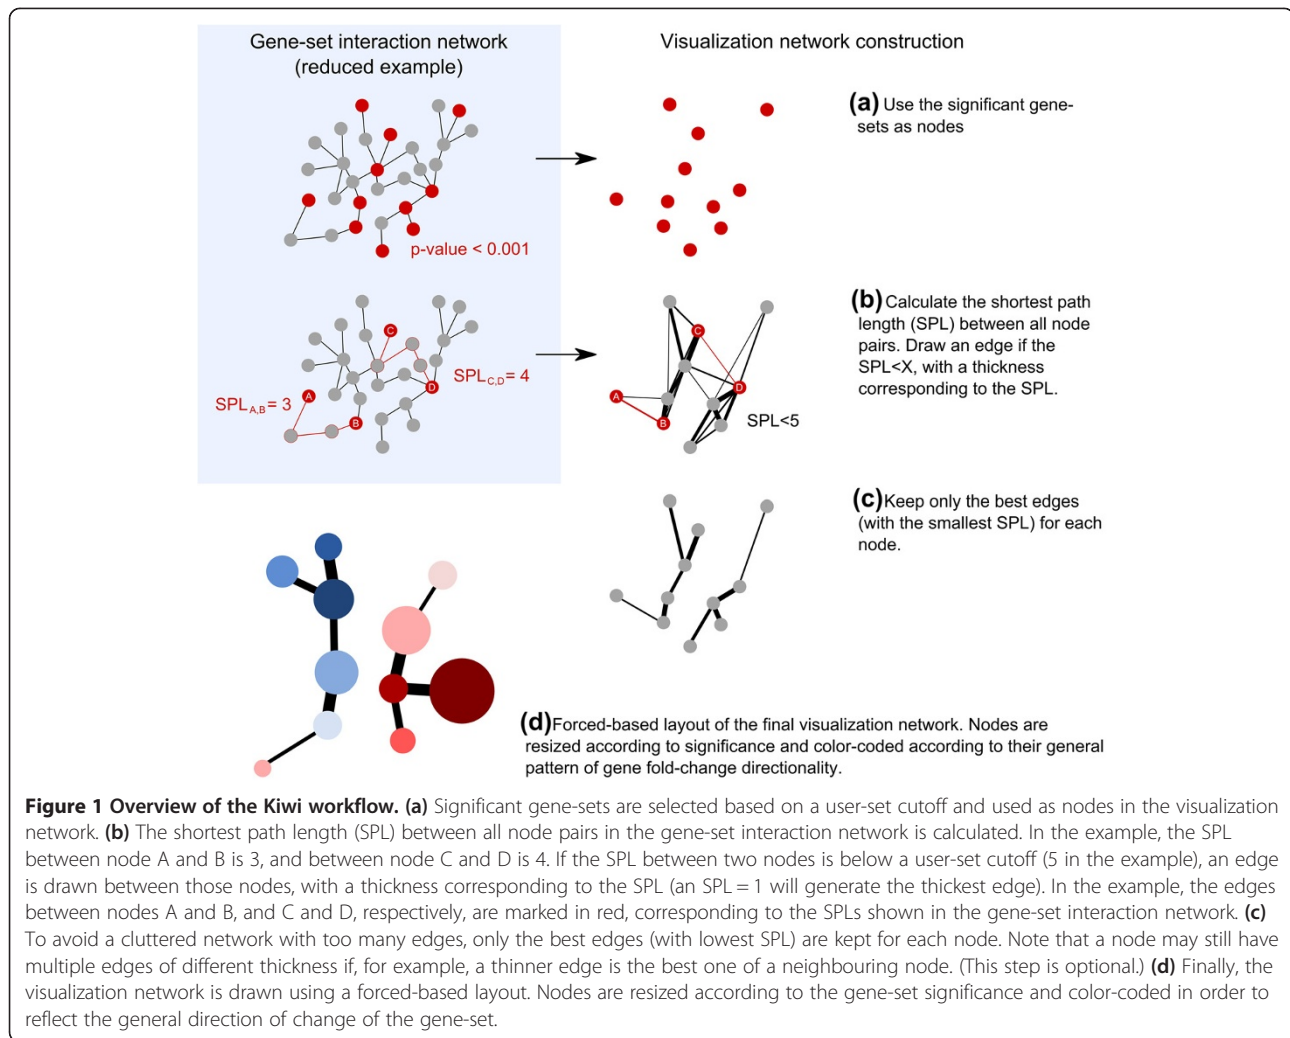 Gene-set interaction network
(reduced example)
Visualization network construction
(a) Use the significant gene-
sets as nodes
p-value < 0.001
(b) Calculate the shortest path
length (SPL) between all node
pairs. Draw an edge if the
SPL<X, with a thickness
corresponding to the SPL.
C
SPLC,D= 4
D
SPLA,B= 3
A
B
C
D
A
B
SPL<5
(c) Keep only the best edges
(with the smallest SPL) for each
node.
(d) Forced-based layout of the final visualization network. Nodes are
resized according to significance and color-coded according to their general
pattern of gene fold-change directionality.
Figure 1 Overview of the Kiwi workflow. (a) Significant gene-sets are selected based on a user-set cutoff and used as nodes in the visualization
network. (b) The shortest path length (SPL) between all node pairs in the gene-set interaction network is calculated. In the example, the SPL
between node A and B is 3, and between node C and D is 4. If the SPL between two nodes is below a user-set cutoff (5 in the example), an edge
is drawn between those nodes, with a thickness corresponding to the SPL (an SPL = 1 will generate the thickest edge). In the example, the edges
between nodes A and B, and C and D, respectively, are marked in red, corresponding to the SPLs shown in the gene-set interaction network. (c)
To avoid a cluttered network with too many edges, only the best edges (with lowest SPL) are kept for each node. Note that a node may still have
multiple edges of different thickness if, for example, a thinner edge is the best one of a neighbouring node. (This step is optional.) (d) Finally, the
visualization network is drawn using a forced-based layout. Nodes are resized according to the gene-set significance and color-coded in order to
reflect the general direction of change of the gene-set.